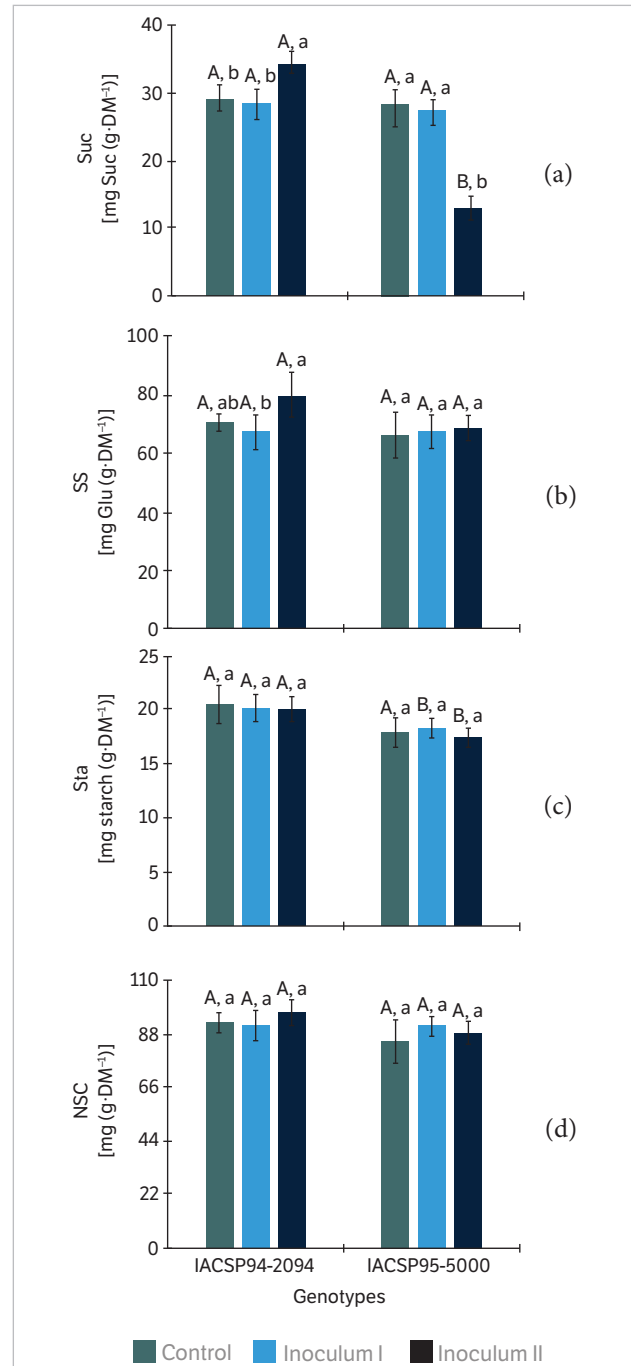 40
30
20
10
0
Suc
[mg Suc (g·DM⁻¹)]
A, b A, b A, a
A, a A, a B, b
(a)
100
80
60
40
20
0
SS
[mg Glu (g·DM⁻¹)]
A, ab A, b A, a
A, a A, a A, a
(b)
25
20
15
10
5
0
Sta
[mg starch (g·DM⁻¹)]
A, a A, a A, a
A, a B, a B, a
(c)
110
88
66
44
22
0
NSC
[mg (g·DM⁻¹)]
A, a A, a A, a
A, a A, a A, a
(d)
IACSP94-2094 IACSP95-5000
Genotypes
Control Inoculum I Inoculum II